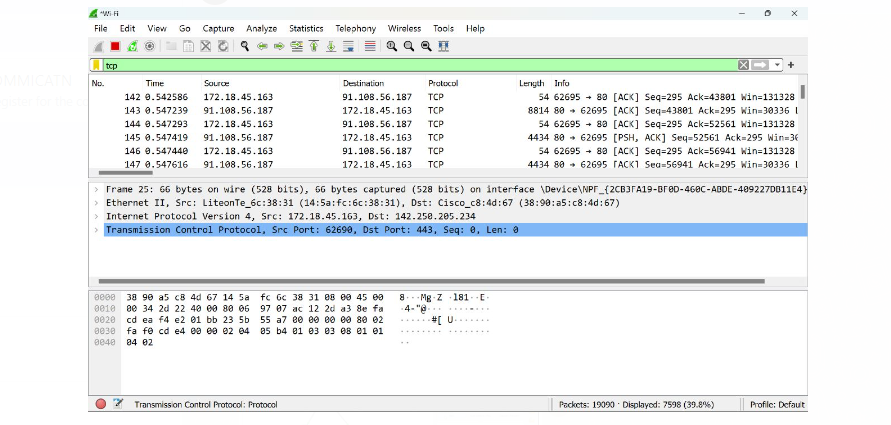 *Wi-Fi
File Edit View Go Capture Analyze Statistics Telephony Wireless Tools Help
tcp
No. Time Source Destination Protocol Length Info
142 0.542586 172.18.45.163 91.108.56.187 TCP 54 62695 → 80 [ACK] Seq=295 Ack=43801 Win=131328
143 0.547239 91.108.56.187 172.18.45.163 TCP 8814 80 → 62695 [ACK] Seq=43801 Ack=295 Win=30336 L
144 0.547293 172.18.45.163 91.108.56.187 TCP 54 62695 → 80 [ACK] Seq=295 Ack=52561 Win=131328
145 0.547419 91.108.56.187 172.18.45.163 TCP 4434 80 → 62695 [PSH, ACK] Seq=52561 Ack=295 Win=30
146 0.547440 172.18.45.163 91.108.56.187 TCP 54 62695 → 80 [ACK] Seq=295 Ack=56941 Win=131328
147 0.547616 91.108.56.187 172.18.45.163 TCP 4434 80 → 62695 [ACK] Seq=56941 Ack=295 Win=30336 L
Frame 25: 66 bytes on wire (528 bits), 66 bytes captured (528 bits) on interface \Device\NPF_{2CB3FA19-BF0D-460C-ABDE-409227DB11E4}
Ethernet II, Src: LiteonTe_6c:38:31 (14:5a:fc:6c:38:31), Dst: Cisco_c8:4d:67 (38:90:a5:c8:4d:67)
Internet Protocol Version 4, Src: 172.18.45.163, Dst: 142.250.205.234
Transmission Control Protocol, Src Port: 62690, Dst Port: 443, Seq: 0, Len: 0
0000 38 90 a5 c8 4d 67 14 5a fc 6c 38 31 08 00 45 00 8···Mg·Z ·l81··E·
0010 00 34 2d 22 40 00 80 06 97 07 ac 12 2d a3 8e fa ·4-"@··· ····-···
0020 cd ea f4 e2 01 bb 23 5b 55 a7 00 00 00 00 80 02 ······#[ U·······
0030 fa f0 cd e4 00 00 02 04 05 b4 01 03 03 08 01 01 ········ ········
0040 04 02 ··
Transmission Control Protocol: Protocol Packets: 19090 · Displayed: 7598 (39.8%) Profile: Default